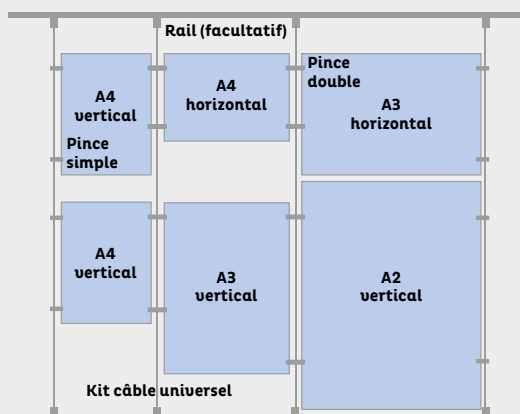 Rail (facultatif)
A4
vertical
Pince
simple
A4
horizontal
Pince
double
A3
horizontal
A4
vertical
A3
vertical
A2
vertical
Kit câble universel